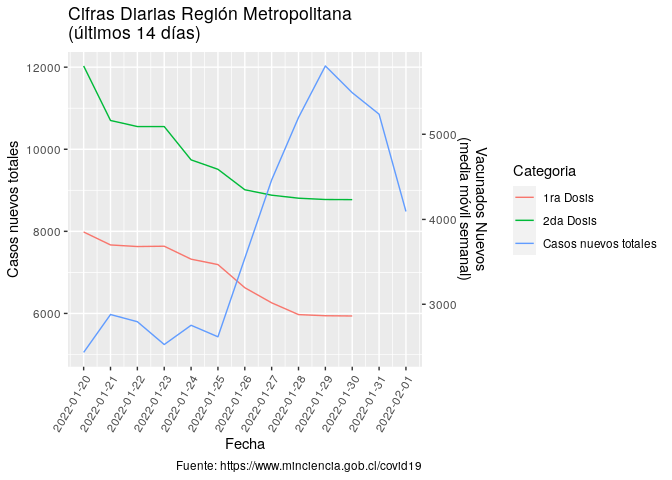 Cifras Diarias Región Metropolitana
(últimos 14 días)
Casos nuevos totales
12000
10000
8000
6000
5000
4000
3000
Vacunados Nuevos
(media móvil semanal)
2022-01-20
2022-01-21
2022-01-22
2022-01-23
2022-01-24
2022-01-25
2022-01-26
2022-01-27
2022-01-28
2022-01-29
2022-01-30
2022-01-31
2022-02-01
Fecha
Fuente: https://www.minciencia.gob.cl/covid19
Categoria
1ra Dosis
2da Dosis
Casos nuevos totales